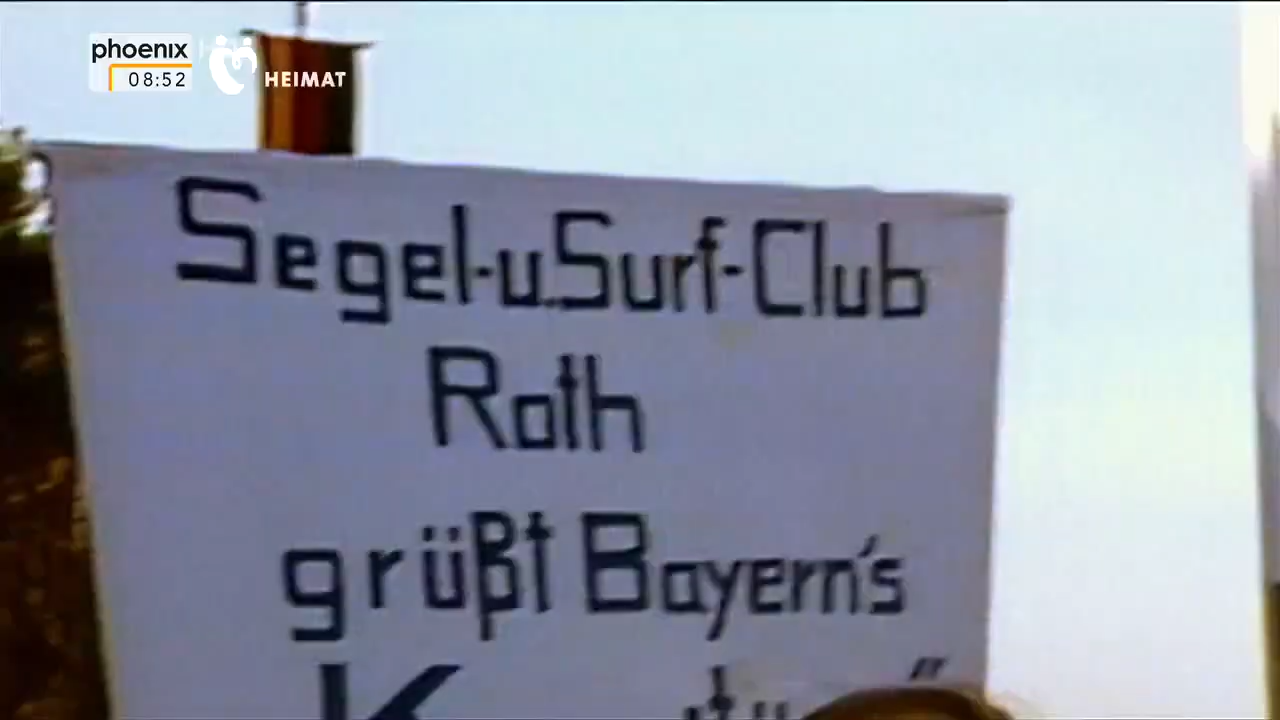 phoenix
08:52
HEIMAT
Segel-u.Surf-Club
Roth
grüßt Bayern's